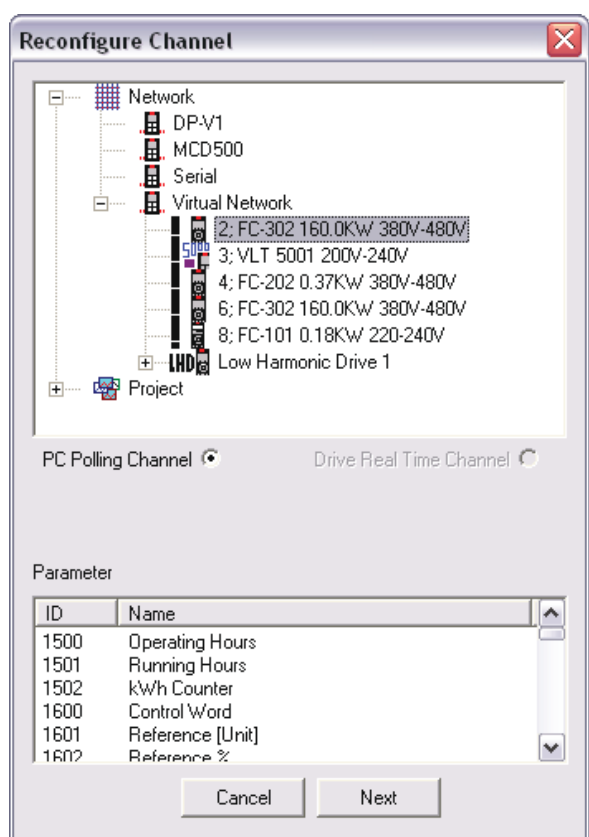 Reconfigure Channel
Network
DP-V1
MCD500
Serial
Virtual Network
2; FC-302 160.0KW 380V-480V
3; VLT 5001 200V-240V
4; FC-202 0.37KW 380V-480V
6; FC-302 160.0KW 380V-480V
8; FC-101 0.18KW 220-240V
LHD Low Harmonic Drive 1
Project
PC Polling Channel Drive Real Time Channel
Parameter
ID Name
1500 Operating Hours
1501 Running Hours
1502 kWh Counter
1600 Control Word
1601 Reference [Unit]
1602 Reference %
Cancel Next